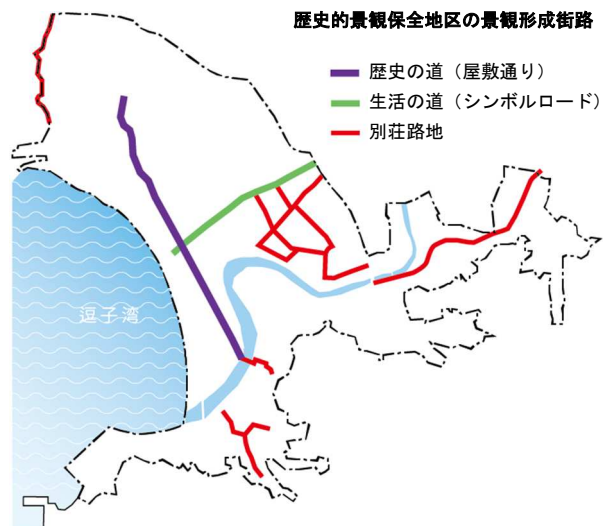 歴史的景観保全地区の景観形成街路
歴史の道（屋敷通り）
生活の道（シンボルロード）
別荘路地
逗子湾